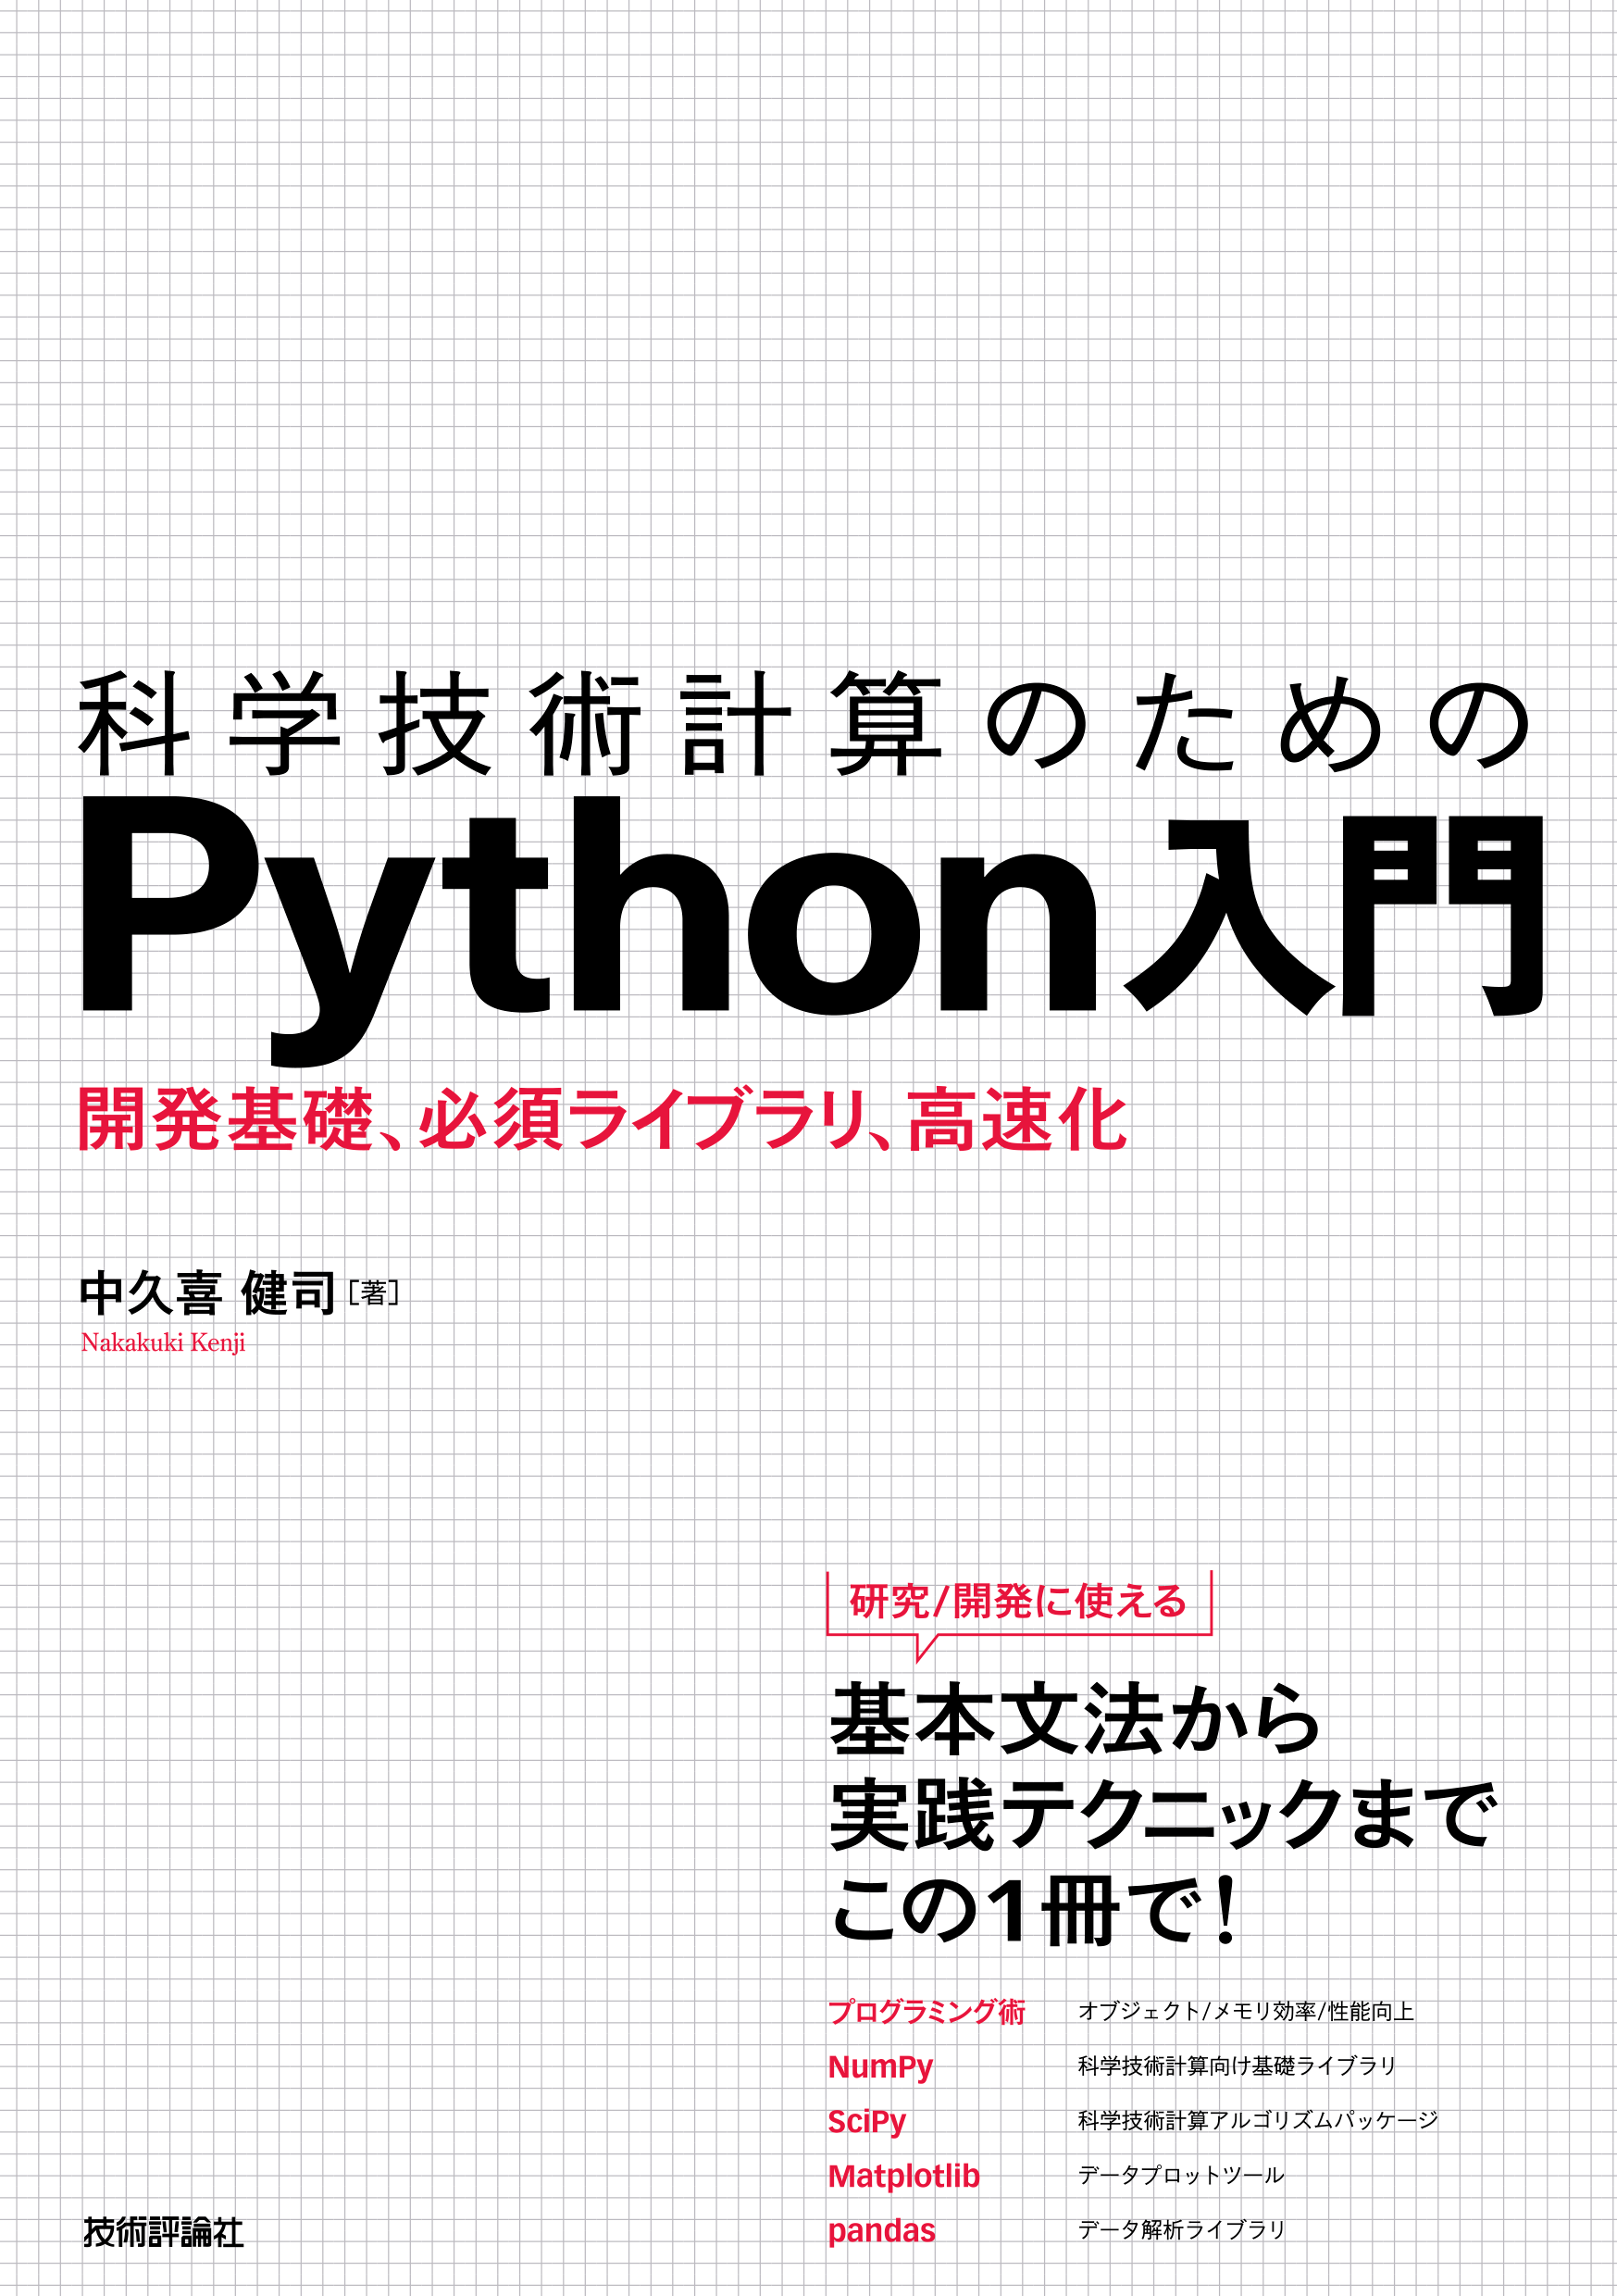 科学技術計算のための
Python入門
開発基礎、必須ライブラリ、高速化
中久喜 健司［著］
Nakakuki Kenji
研究/開発に使える
基本文法から
実践テクニックまで
この1冊で!
プログラミング術 オブジェクト/メモリ効率/性能向上
NumPy 科学技術計算向け基礎ライブラリ
SciPy 科学技術計算アルゴリズムパッケージ
Matplotlib データプロットツール
pandas データ解析ライブラリ
技術評論社